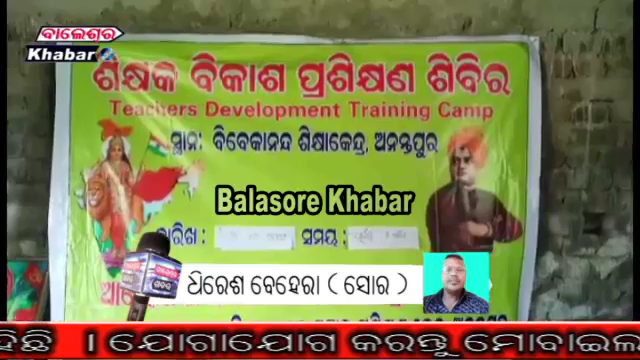 ବାଲେଶ୍ୱର
Khabar
ଶିକ୍ଷକ ବିକାଶ ପ୍ରଶିକ୍ଷଣ ଶିବିର
Teachers Development Training Camp
ସ୍ଥାନ: ବିବେକାନନ୍ଦ ଶିକ୍ଷାକେନ୍ଦ୍ର, ଅନନ୍ତପୁର
Balasore Khabar
ତାରିଖ : ସମୟ :
ଧିରେଶ ବେହେରା ( ସୋର )
ହିଛି । ଯୋଗାଯୋଗ କରନ୍ତୁ ମୋବାଇଲ